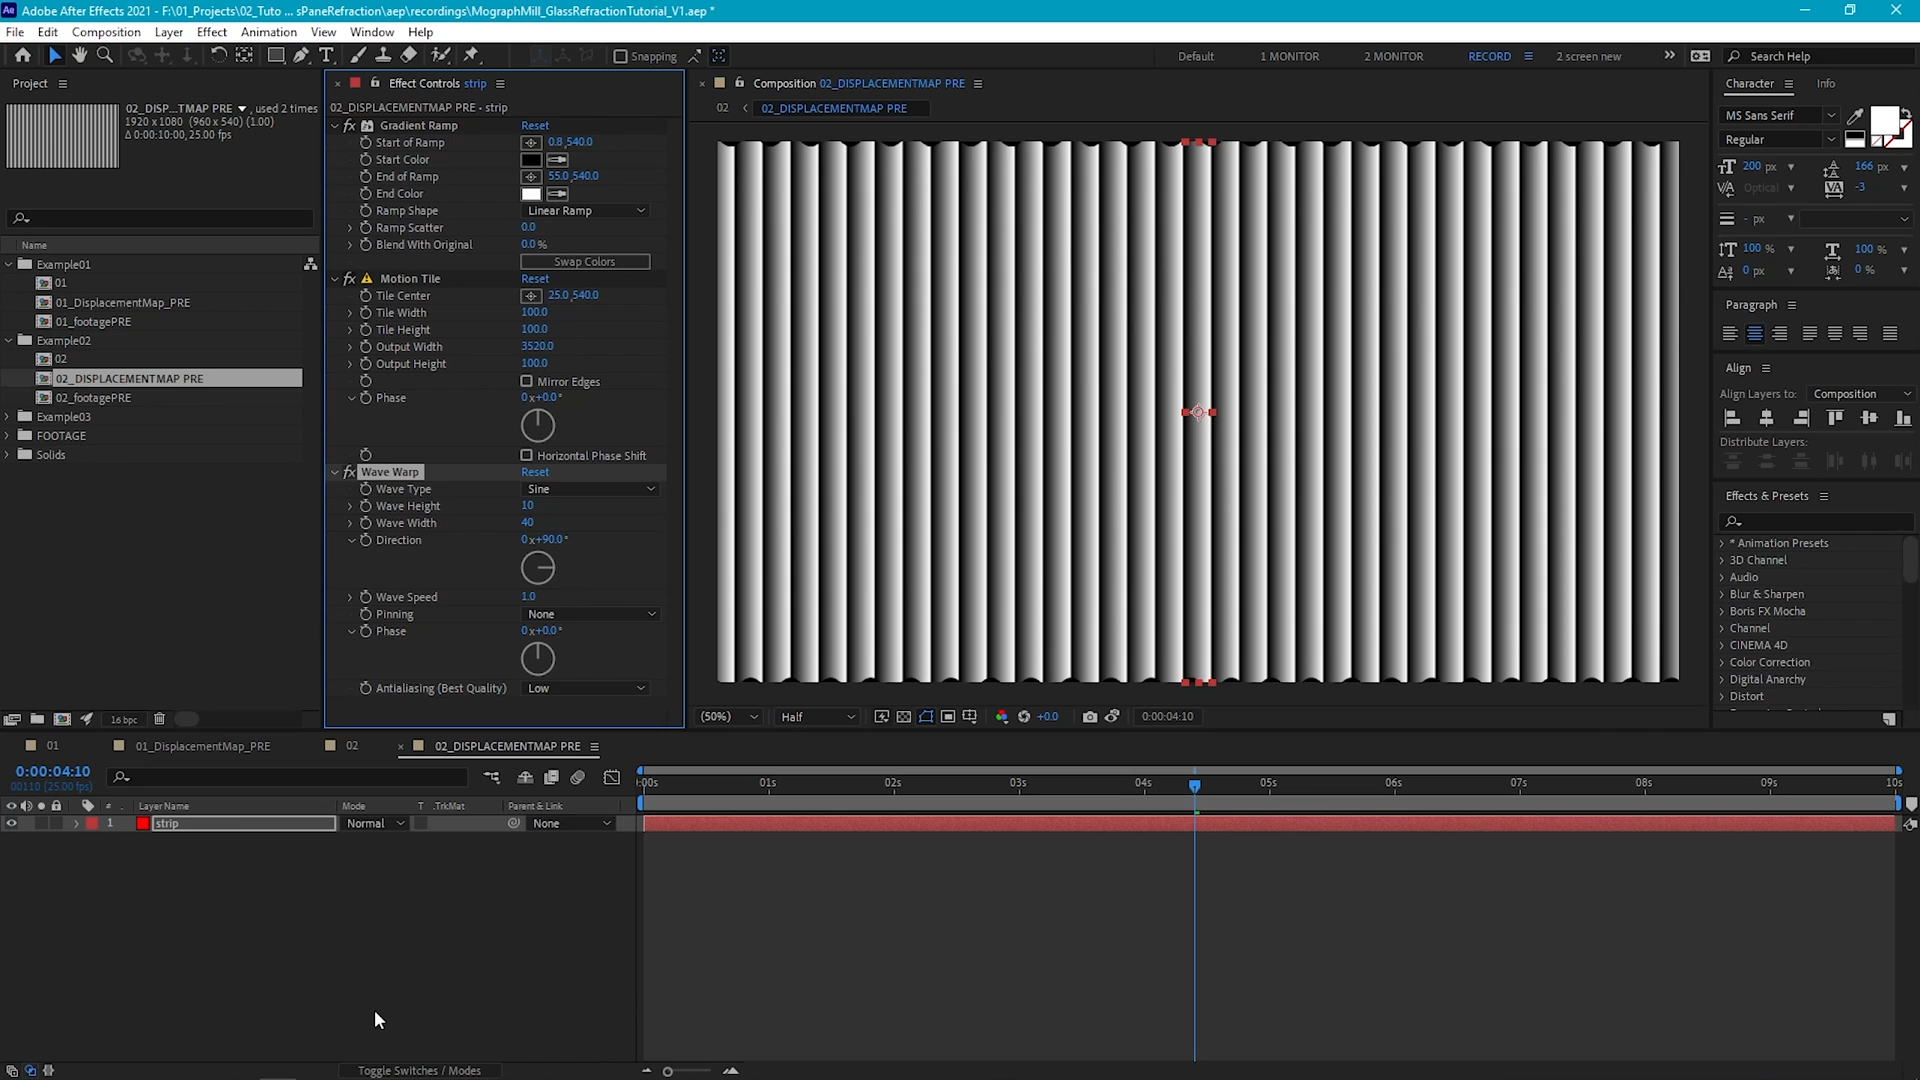 Adobe After Effects 2021 - F:\01_Projects\02_Tuto ... sPaneRefraction\aep\recordings\MographMill_GlassRefractionTutorial_V1.aep *
File Edit Composition Layer Effect Animation View Window Help
Snapping
Default 1 MONITOR 2 MONITOR RECORD 2 screen new
Search Help
Project
02_DISP...TMAP PRE , used 2 times
1920 x 1080 (960 x 540) (1.00)
Δ 0:00:10:00, 25.00 fps
Name
Example01
01
01_DisplacementMap_PRE
01_footagePRE
Example02
02
02_DISPLACEMENTMAP PRE
02_footagePRE
Example03
FOOTAGE
Solids
16 bpc
Effect Controls strip
02_DISPLACEMENTMAP PRE - strip
fx Gradient Ramp Reset
Start of Ramp 0.8,540.0
Start Color
End of Ramp 55.0,540.0
End Color
Ramp Shape Linear Ramp
Ramp Scatter 0.0
Blend With Original 0.0 %
Swap Colors
fx Motion Tile Reset
Tile Center 25.0,540.0
Tile Width 100.0
Tile Height 100.0
Output Width 3520.0
Output Height 100.0
Mirror Edges
Phase 0x+0.0°
Horizontal Phase Shift
fx Wave Warp Reset
Wave Type Sine
Wave Height 10
Wave Width 40
Direction 0x+90.0°
Wave Speed 1.0
Pinning None
Phase 0x+0.0°
Antialiasing (Best Quality) Low
Composition 02_DISPLACEMENTMAP PRE
02 02_DISPLACEMENTMAP PRE
(50%) Half +0.0 0:00:04:10
Character Info
MS Sans Serif
Regular
200 px 166 px
Optical -3
- px
100 % 100 %
0 px 0 %
Paragraph
Align
Align Layers to: Composition
Distribute Layers:
Effects & Presets
* Animation Presets
3D Channel
Audio
Blur & Sharpen
Boris FX Mocha
Channel
CINEMA 4D
Color Correction
Digital Anarchy
Distort
01 01_DisplacementMap_PRE 02 02_DISPLACEMENTMAP PRE
0:00:04:10
00110 (25.00 fps)
:00s 01s 02s 03s 04s 05s 06s 07s 08s 09s 10s
# Layer Name Mode T .TrkMat Parent & Link
1 strip Normal None
Toggle Switches / Modes